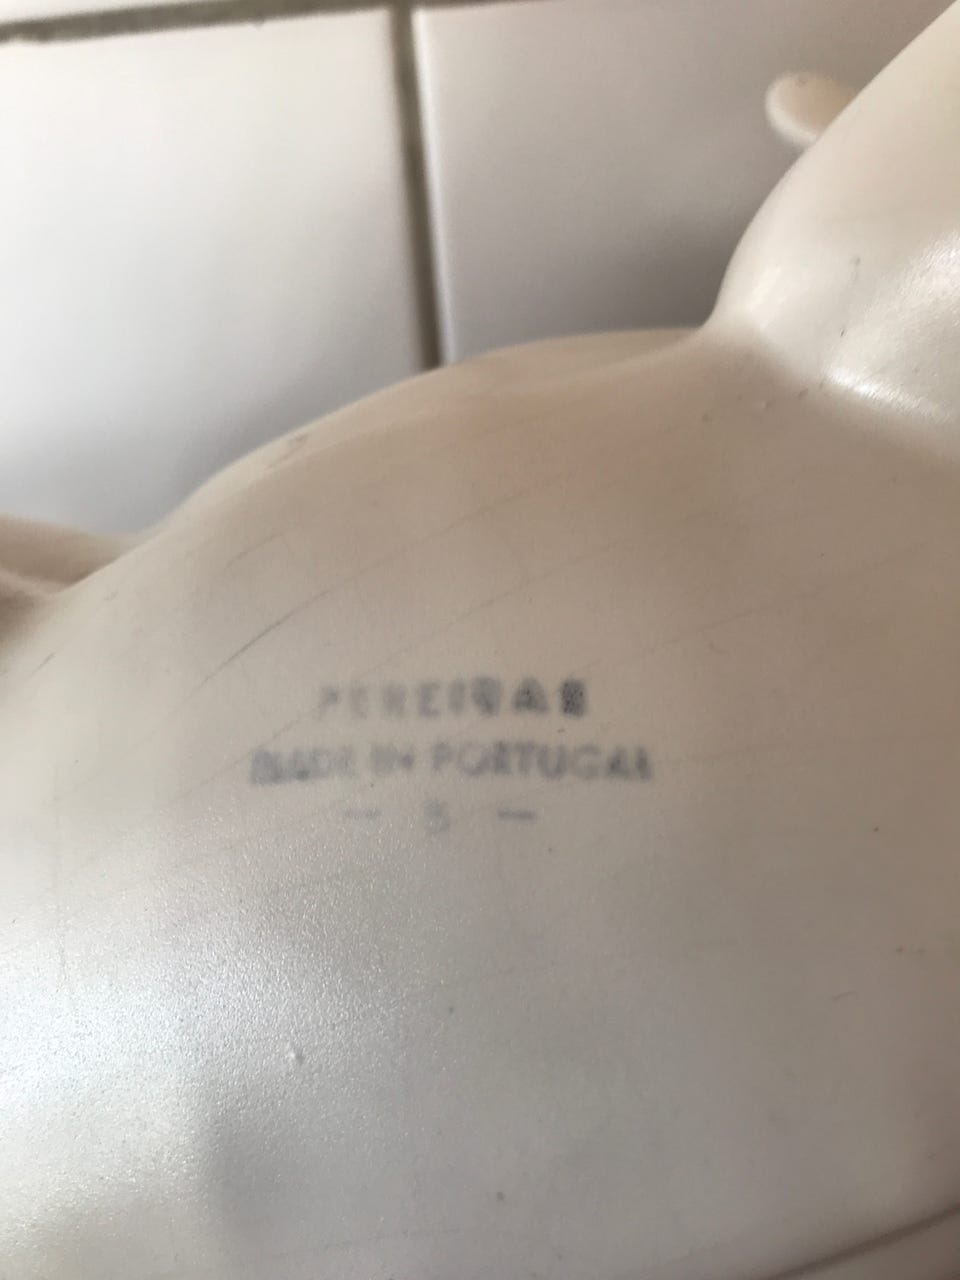 PEREIRAS
MADE IN PORTUGAL
- 5 -